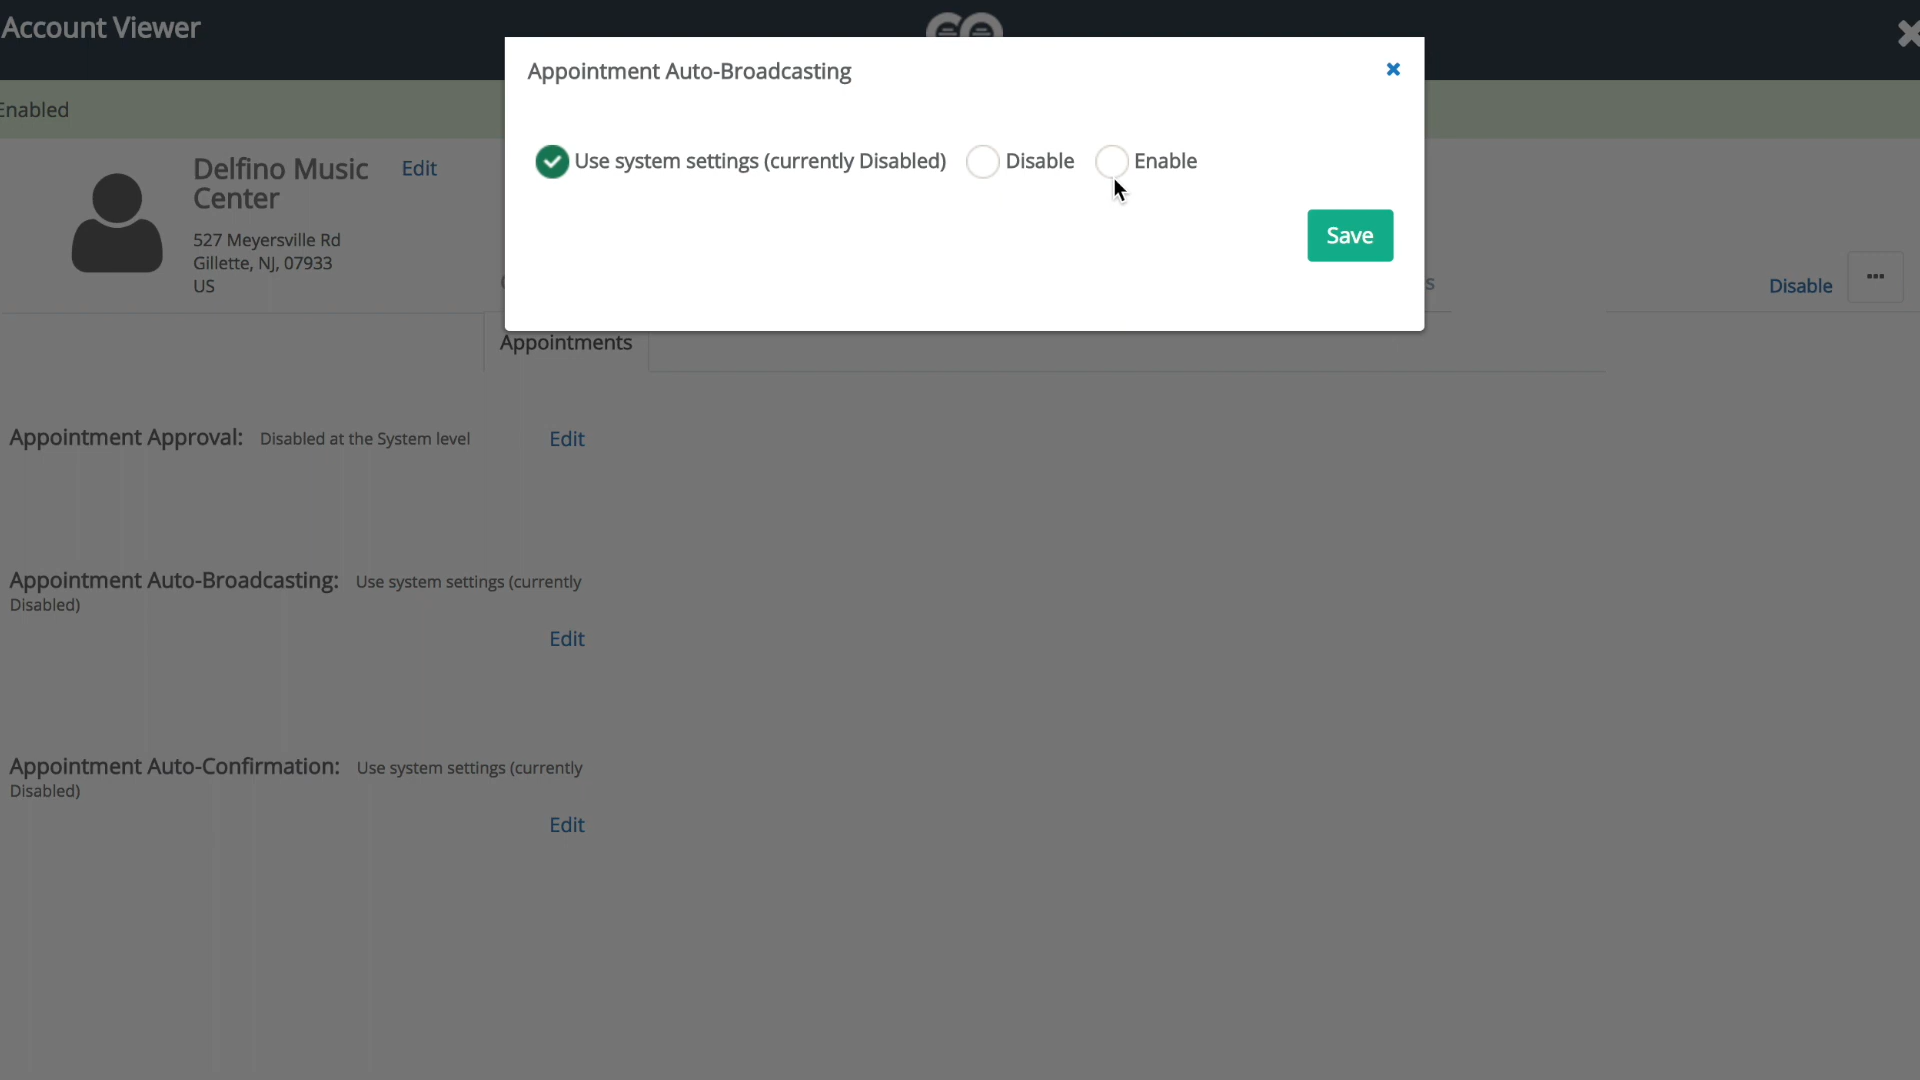 Account Viewer
Appointment Auto-Broadcasting
Enabled
Use system settings (currently Disabled)
Disable
Enable
Save
Delfino Music
Center
Edit
527 Meyersville Rd
Gillette, NJ, 07933
US
Disable
Appointments
Appointment Approval: Disabled at the System level
Edit
Appointment Auto-Broadcasting: Use system settings (currently
Disabled)
Edit
Appointment Auto-Confirmation: Use system settings (currently
Disabled)
Edit